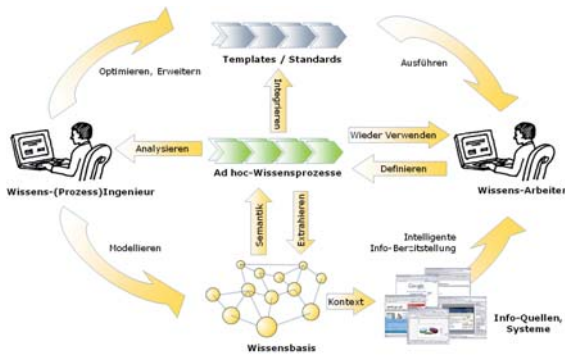 Optimieren, Erweitern
Templates / Standards
Ausführen
Integrieren
Analysieren
Wieder Verwenden
Definieren
Wissens-(Prozess)Ingenieur
Ad hoc-Wissensprozesse
Wissens-Arbeiter
Modellieren
Semantik
Extrahieren
Intelligente
Info-Bereitstellung
Kontext
Google
Info-Quellen,
Systeme
Wissensbasis